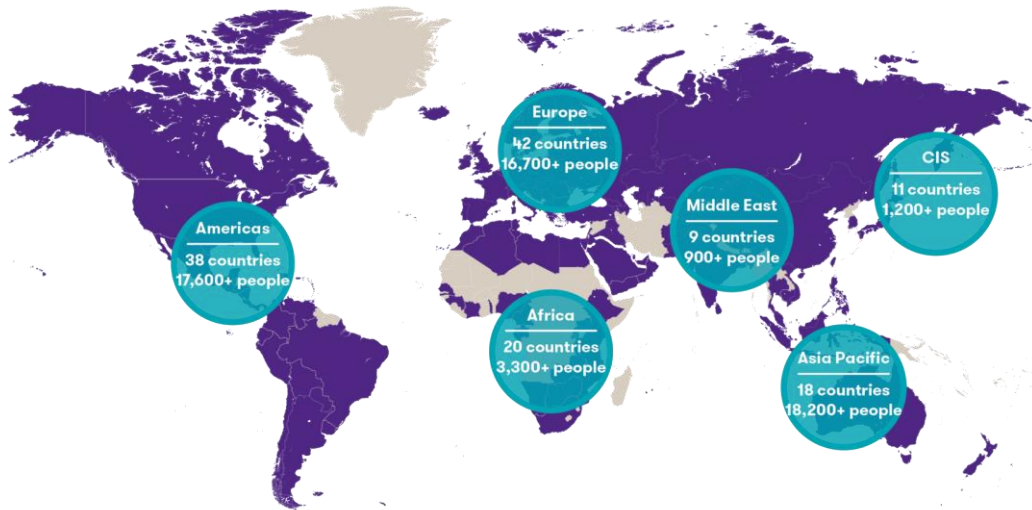 Europe
42 countries
16,700+ people
CIS
11 countries
1,200+ people
Middle East
9 countries
900+ people
Americas
38 countries
17,600+ people
Africa
20 countries
3,300+ people
Asia Pacific
18 countries
18,200+ people